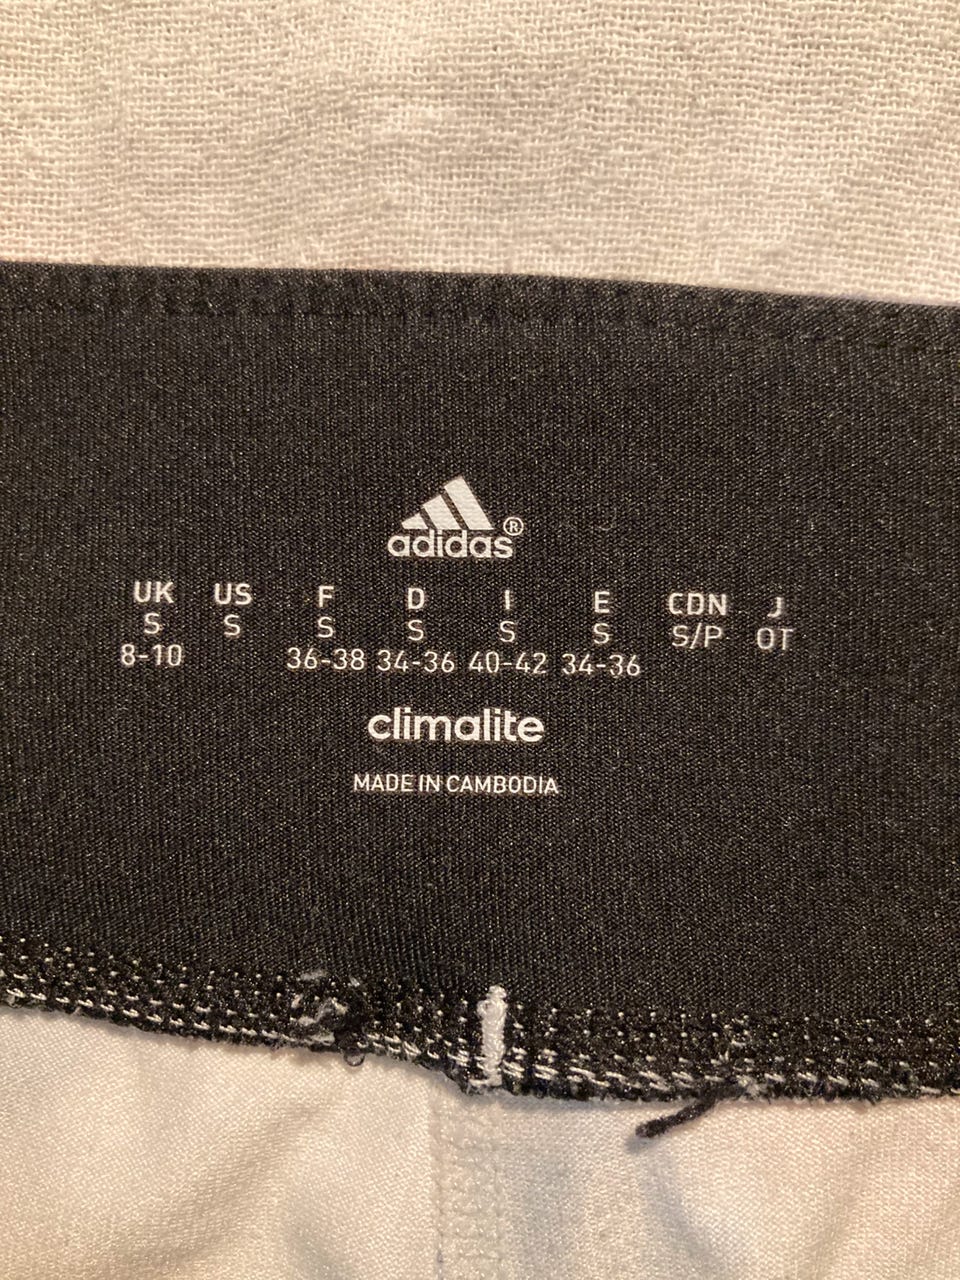 adidas®
UK US F D I E CDN J
S S S S S S S/P OT
8-10 36-38 34-36 40-42 34-36
climalite
MADE IN CAMBODIA